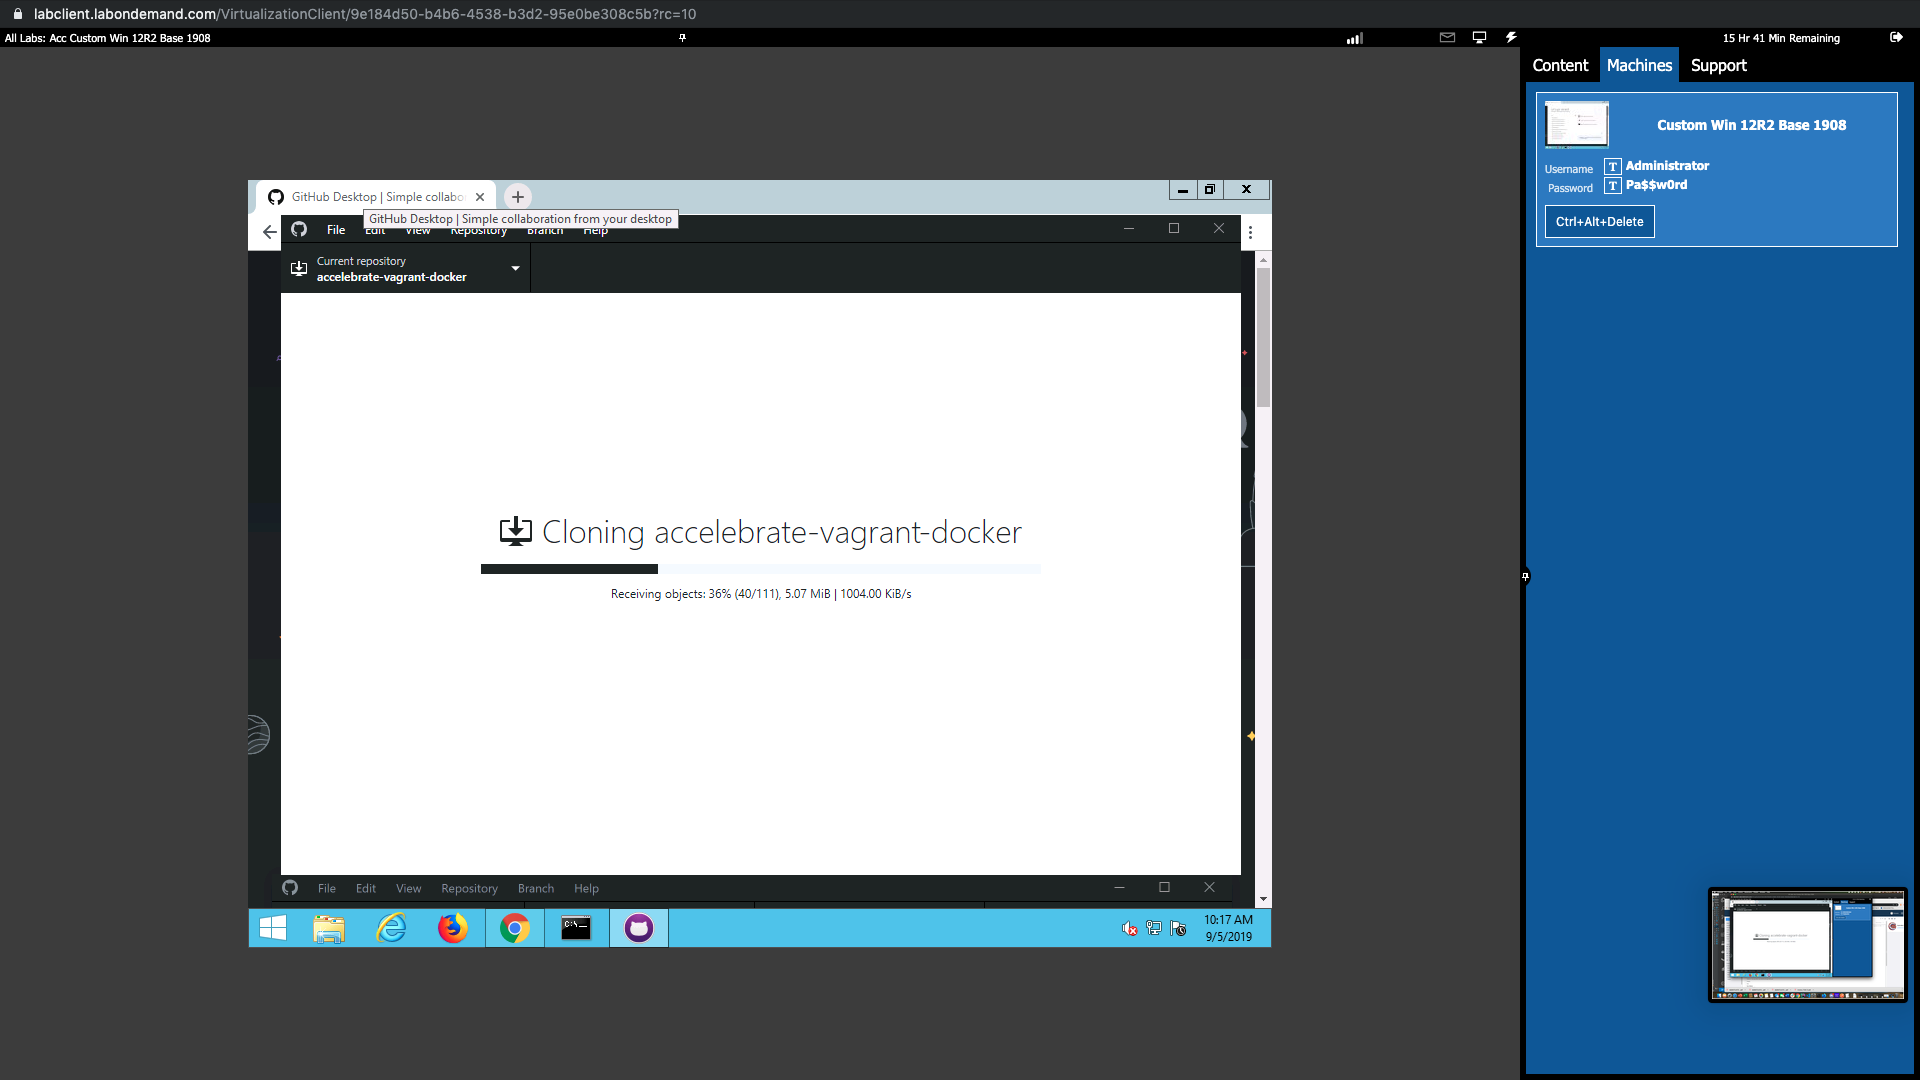 labclient.labondemand.com/VirtualizationClient/9e184d50-b4b6-4538-b3d2-95e0be308c5b?rc=10
All Labs: Acc Custom Win 12R2 Base 1908
15 Hr 41 Min Remaining
Content Machines Support
Custom Win 12R2 Base 1908
Username T Administrator
Password T Pa$$w0rd
Ctrl+Alt+Delete
GitHub Desktop | Simple collabo
GitHub Desktop | Simple collaboration from your desktop
File Edit View Repository Branch Help
Current repository
accelebrate-vagrant-docker
Cloning accelebrate-vagrant-docker
Receiving objects: 36% (40/111), 5.07 MiB | 1004.00 KiB/s
File Edit View Repository Branch Help
10:17 AM
9/5/2019